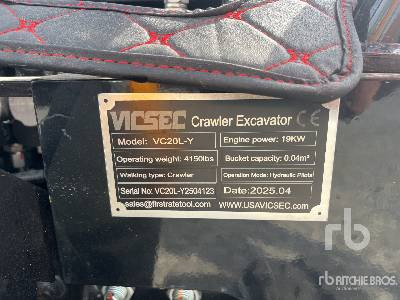 VICSEC Crawler Excavator CE
Model: VC20L-Y
Engine power: 19KW
Operating weight: 4150lbs
Bucket capacity: 0.04m³
Walking type: Crawler
Operation Mode: Hydraulic Pilots
Serial No: VC20L-Y2504123
Date:2025.04
sales@firstratetool.com
WWW.USAVICSEC.COM
rb
rb RITCHIE BROS.
Auctioneers